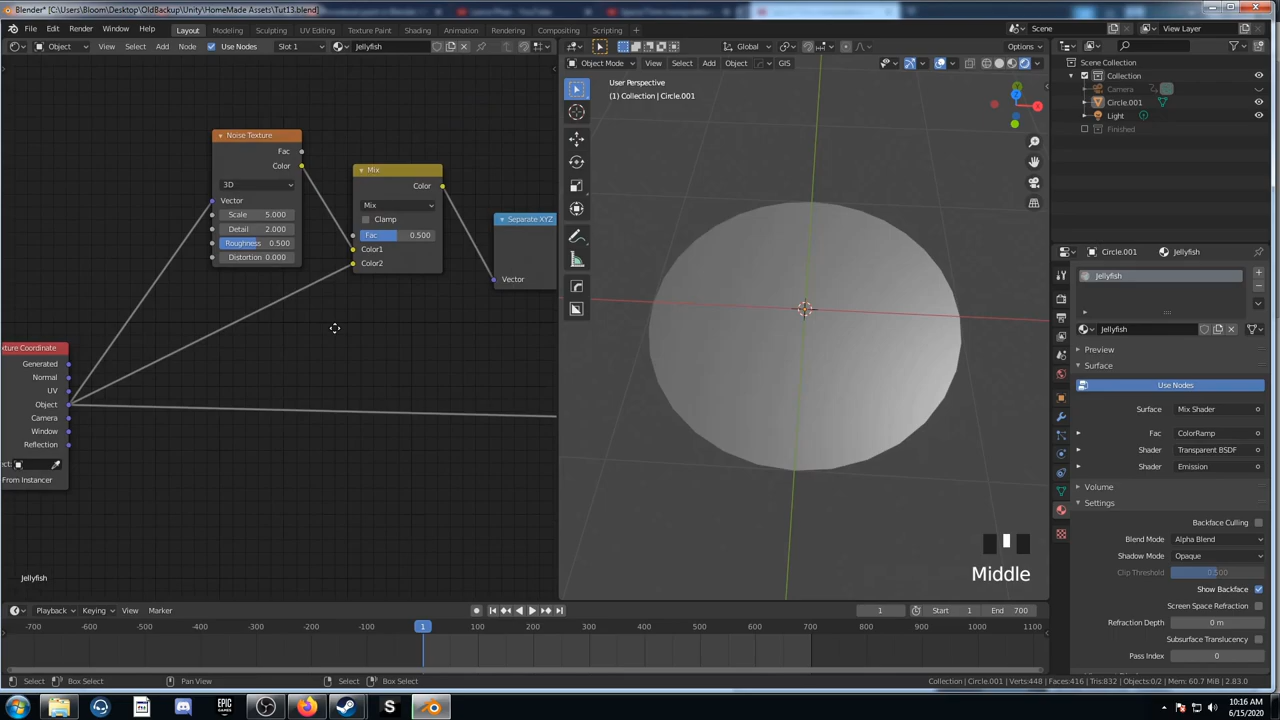 Blender* [C:\Users\Bloom\Desktop\OldBackup\Unity\HomeMade Assets\Tut13.blend]
File Edit Render Window Help Layout Modeling Sculpting UV Editing Texture Paint Shading Animation Rendering Compositing Scene View Layer
Object View Select Add Node Use Nodes Slot 1 Jellyfish Global Options
Object Mode View Select Add Object GIS
User Perspective
(1) Collection | Circle.001
Scene Collection
Collection
Camera
Circle.001
Light
Finished
Noise Texture
Fac
Color
3D
Vector
Scale 5.000
Detail 2.000
Roughness 0.500
Distortion 0.000
Mix
Color
Mix
Clamp
Fac 0.500
Color1
Color2
Separate XYZ
Vector
xture Coordinate
Generated
Normal
UV
Object
Camera
Window
Reflection
ect:
From Instancer
Jellyfish
Middle
Circle.001 Jellyfish
Jellyfish
Jellyfish
Preview
Surface
Use Nodes
Surface Mix Shader
Fac ColorRamp
Shader Transparent BSDF
Shader Emission
Volume
Settings
Backface Culling
Blend Mode Alpha Blend
Shadow Mode Opaque
Clip Threshold 0.500
Show Backface
Screen Space Refraction
Refraction Depth 0 m
Subsurface Translucency
Pass Index 0
Playback Keying View Marker 1 Start 1 End 700
-700 -600 -500 -400 -300 -200 -100 1 100 200 300 400 500 600 700 800 900 1000 1100
Select Box Select Pan View Select Box Select Collection | Circle.001 | Verts:448 | Faces:416 | Tris:832 | Objects:0/2 | Mem: 60.7 MiB | 2.83.0
EPIC GAMES
10:16 AM
6/15/2020